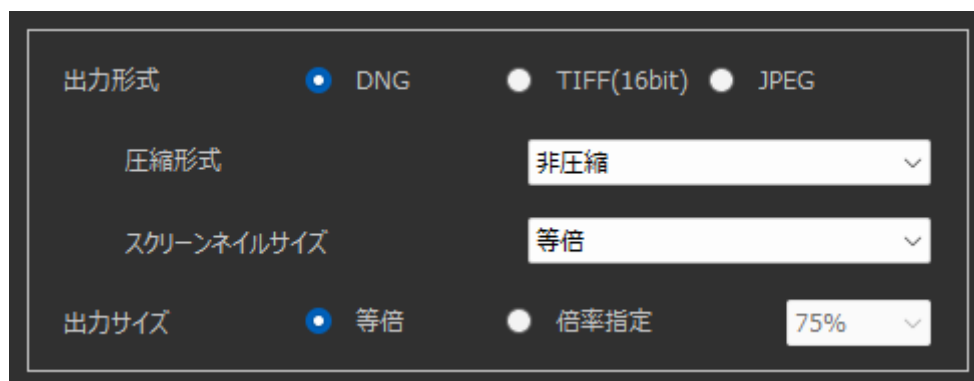 出力形式 DNG TIFF(16bit) JPEG
圧縮形式 非圧縮
スクリーンネイルサイズ 等倍
出力サイズ 等倍 倍率指定 75%